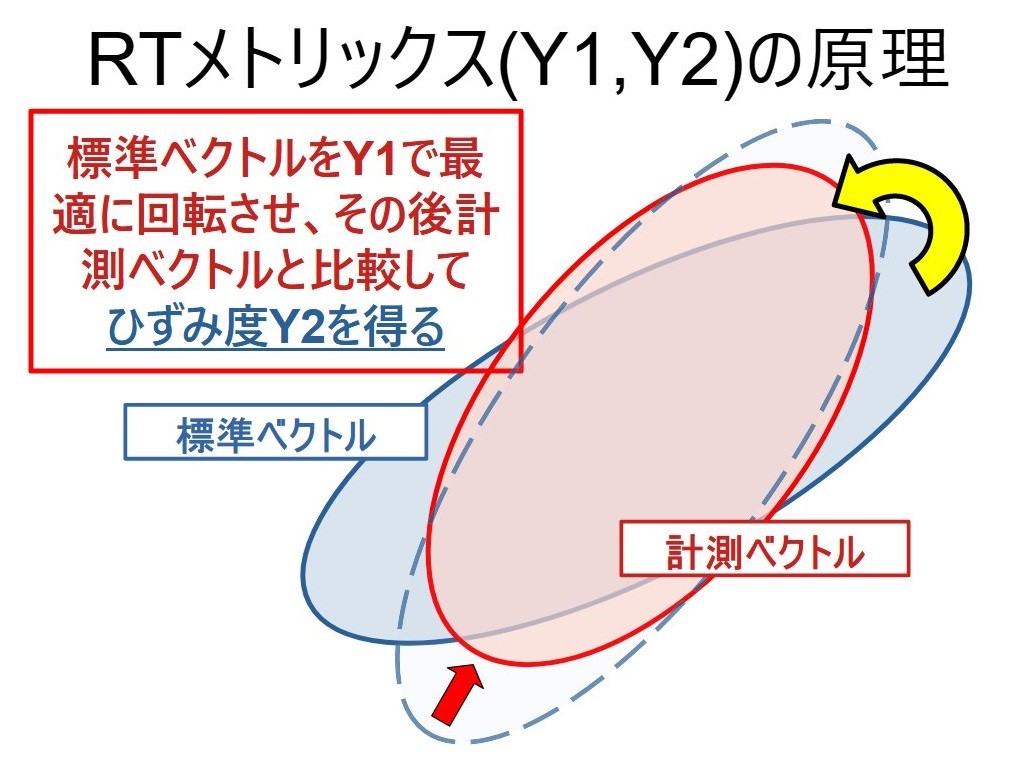 RTメトリックス(Y1,Y2)の原理
標準ベクトルをY1で最
適に回転させ、その後計
測ベクトルと比較して
ひずみ度Y2を得る
標準ベクトル
計測ベクトル